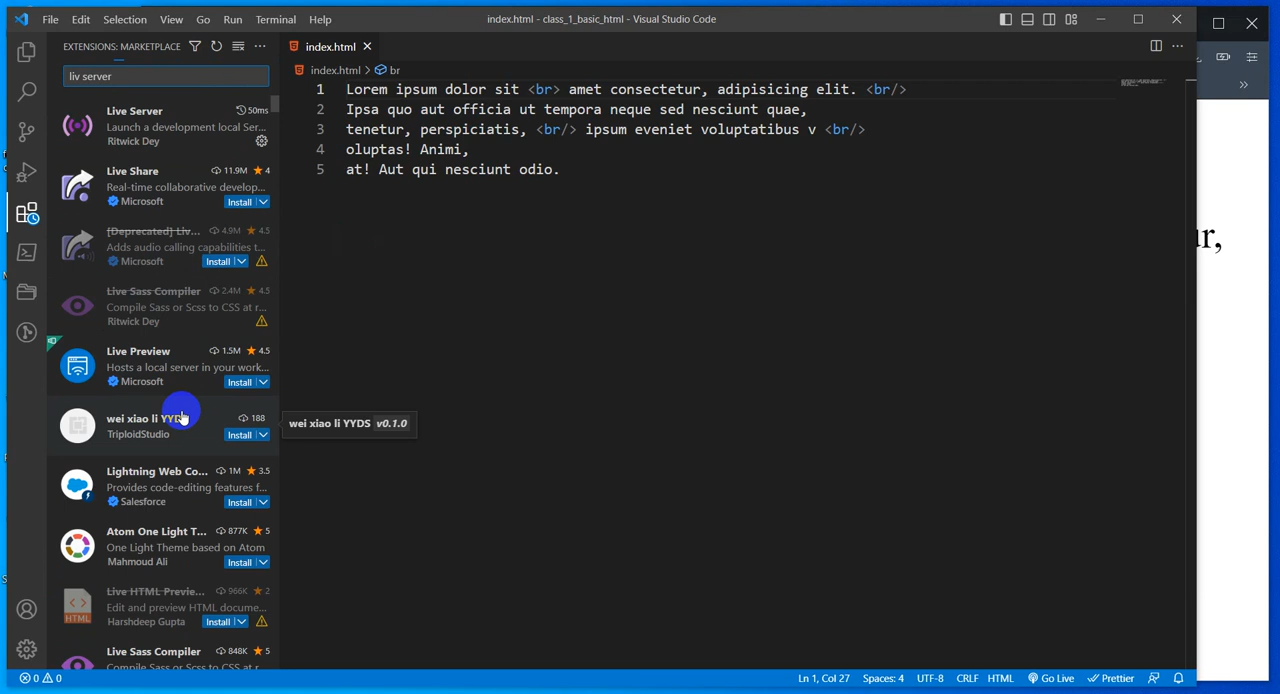 File Edit Selection View Go Run Terminal Help
index.html - class_1_basic_html - Visual Studio Code
EXTENSIONS: MARKETPLACE
liv server
Live Server 50ms
Launch a development local Ser...
Ritwick Dey
Live Share 11.9M 4
Real-time collaborative develop...
Microsoft Install
[Deprecated] Liv... 4.9M 4.5
Adds audio calling capabilities t...
Microsoft Install
Live Sass Compiler 2.4M 4.5
Compile Sass or Scss to CSS at r...
Ritwick Dey
Live Preview 1.5M 4.5
Hosts a local server in your work...
Microsoft Install
wei xiao li YYDS 188
TriploidStudio Install
Lightning Web Co... 1M 3.5
Provides code-editing features f...
Salesforce Install
Atom One Light T... 877K 5
One Light Theme based on Atom
Mahmoud Ali Install
Live HTML Previe... 966K 2
Edit and preview HTML docume...
Harshdeep Gupta Install
Live Sass Compiler 848K 5
Compile Sass or Scss to CSS at r...
wei xiao li YYDS v0.1.0
index.html
index.html > br
1 Lorem ipsum dolor sit <br> amet consectetur, adipisicing elit. <br/>
2 Ipsa quo aut officia ut tempora neque sed nesciunt quae,
3 tenetur, perspiciatis, <br/> ipsum eveniet voluptatibus v <br/>
4 oluptas! Animi,
5 at! Aut qui nesciunt odio.
ur,
0 0
Ln 1, Col 27 Spaces: 4 UTF-8 CRLF HTML Go Live Prettier